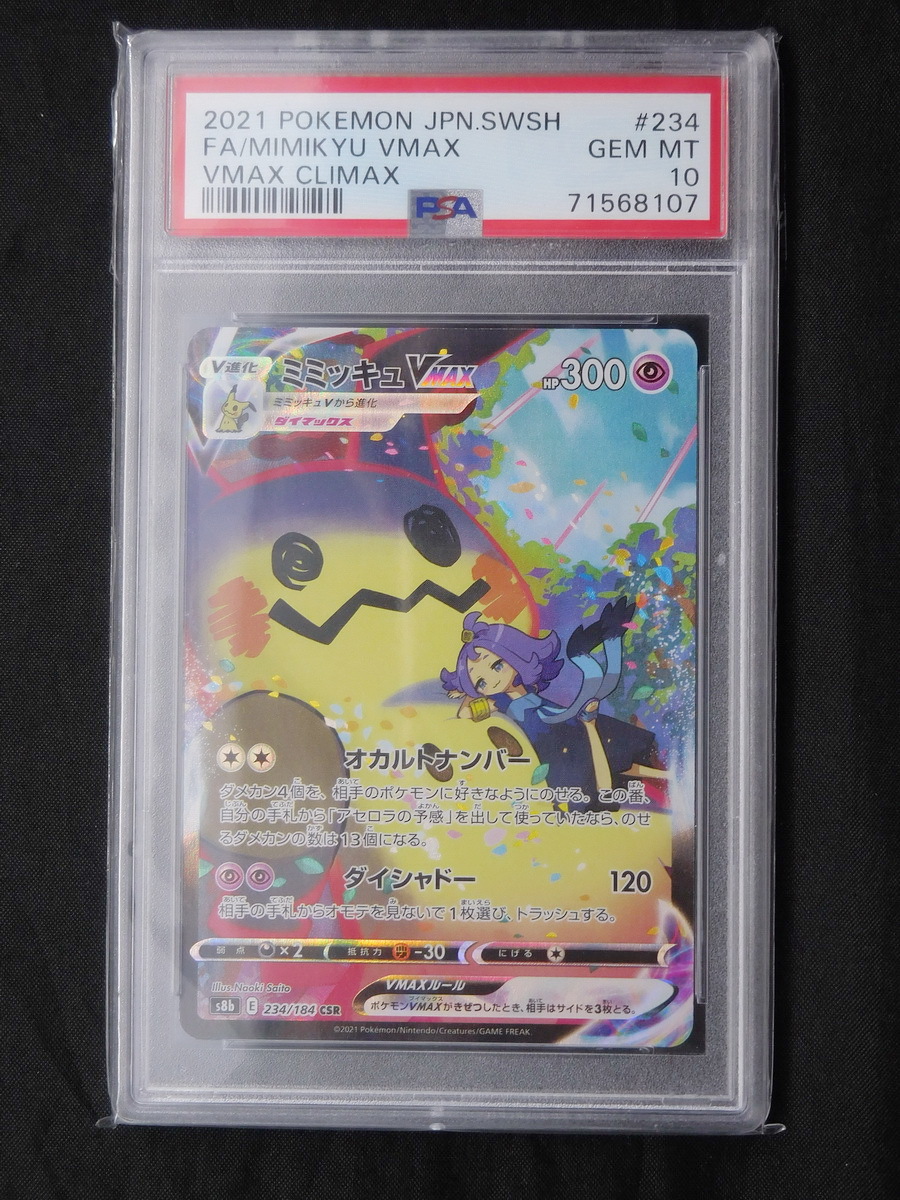 2021 POKEMON JPN.SWSH #234
FA/MIMIKYU VMAX GEM MT
VMAX CLIMAX 10
PSA 71568107
V進化 ミミッキュVMAX HP300
ミミッキュVから進化
ダイマックス
オカルトナンバー
ダメカン4個を、相手のポケモンに好きなようにのせる。この番、
自分の手札から「アセロラの予感」を出して使っていたなら、のせ
るダメカンの数は13個になる。
ダイシャドー 120
相手の手札からオモテを見ないで1枚選び、トラッシュする。
弱点 ×2 抵抗力 -30 にげる
Illus.Naoki Saito VMAXルール
s8b E 234/184 CSR ポケモンVMAXがきぜつしたとき、相手はサイドを3枚とる。
©2021 Pokémon/Nintendo/Creatures/GAME FREAK